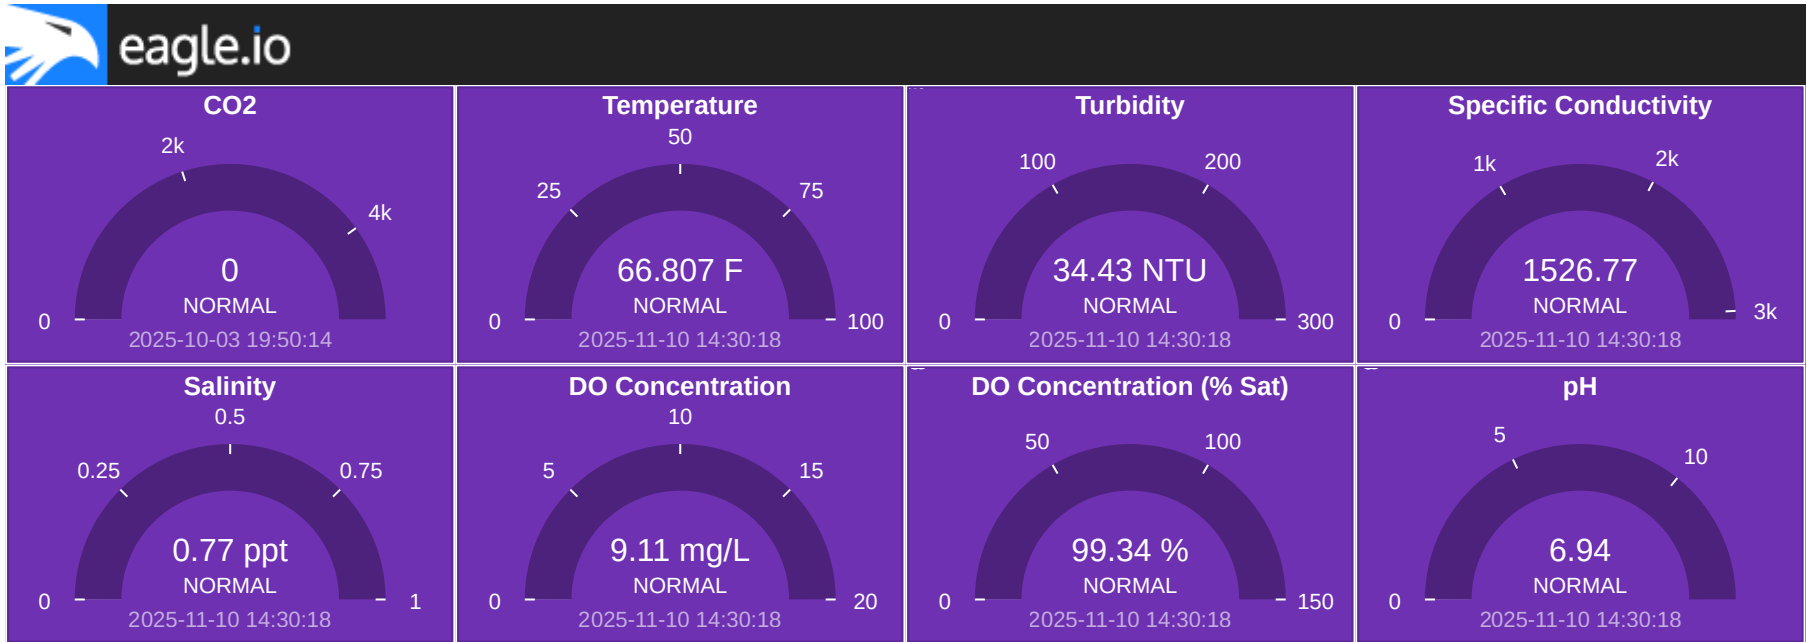 eagle.io
CO2
2k
4k
0
0
NORMAL
2025-10-03 19:50:14
Temperature
50
25
75
66.807 F
NORMAL
0
100
2025-11-10 14:30:18
Turbidity
100
200
34.43 NTU
NORMAL
0
300
2025-11-10 14:30:18
Specific Conductivity
1k
2k
1526.77
NORMAL
0
3k
2025-11-10 14:30:18
Salinity
0.5
0.25
0.75
0.77 ppt
NORMAL
0
1
2025-11-10 14:30:18
DO Concentration
10
5
15
9.11 mg/L
NORMAL
0
20
2025-11-10 14:30:18
DO Concentration (% Sat)
50
100
99.34 %
NORMAL
0
150
2025-11-10 14:30:18
pH
5
10
6.94
NORMAL
0
2025-11-10 14:30:18